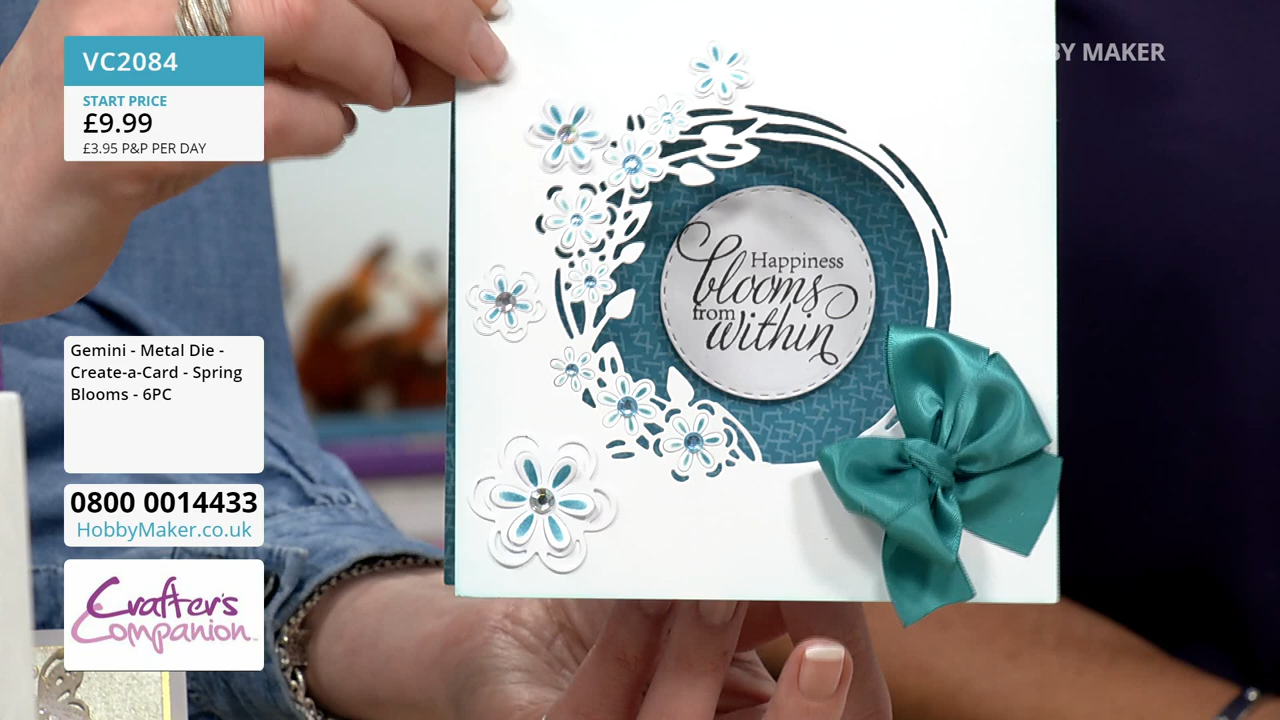 VC2084
START PRICE
£9.99
£3.95 P&P PER DAY
Gemini - Metal Die -
Create-a-Card - Spring
Blooms - 6PC
0800 0014433
HobbyMaker.co.uk
Crafter's
Companion
BY MAKER
Happiness
blooms
from
within